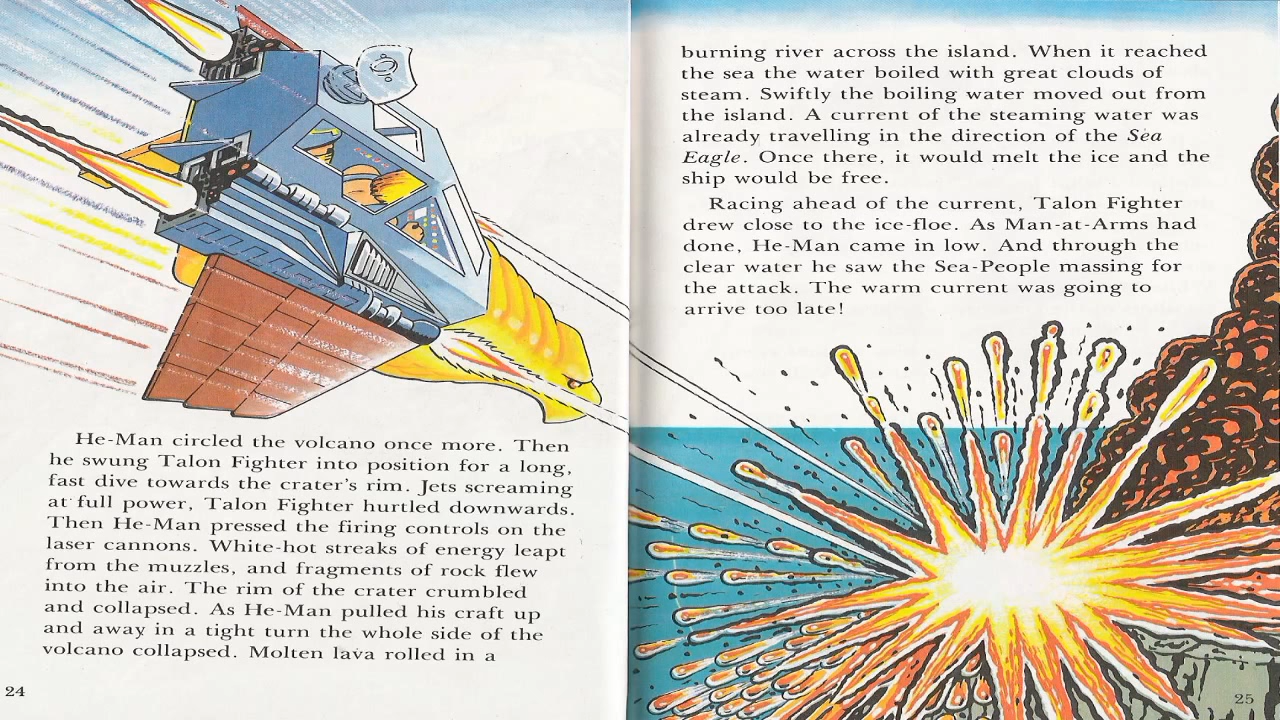 He-Man circled the volcano once more. Then
he swung Talon Fighter into position for a long,
fast dive towards the crater's rim. Jets screaming
at full power, Talon Fighter hurtled downwards.
Then He-Man pressed the firing controls on the
laser cannons. White-hot streaks of energy leapt
from the muzzles, and fragments of rock flew
into the air. The rim of the crater crumbled
and collapsed. As He-Man pulled his craft up
and away in a tight turn the whole side of the
volcano collapsed. Molten lava rolled in a
24
burning river across the island. When it reached
the sea the water boiled with great clouds of
steam. Swiftly the boiling water moved out from
the island. A current of the steaming water was
already travelling in the direction of the Sea
Eegle. Once there, it would melt the ice and the
ship would be free.
Racing ahead of the current, Talon Fighter
drew close to the ice-floe. As Man-at-Arms had
done, He-Man came in low. And through the
clear water he saw the Sea-People massing for
the attack. The warm current was going to
arrive too late!
25